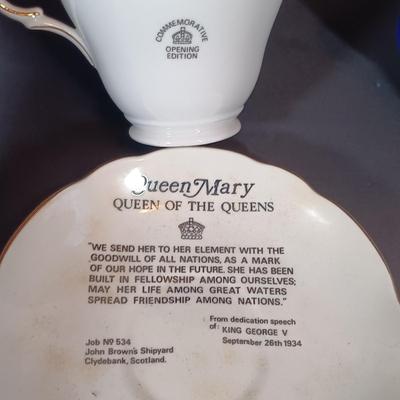 COMMEMORATIVE
OPENING
EDITION
Queen Mary
QUEEN OF THE QUEENS
"WE SEND HER TO HER ELEMENT WITH THE
GOODWILL OF ALL NATIONS, AS A MARK
OF OUR HOPE IN THE FUTURE. SHE HAS BEEN
BUILT IN FELLOWSHIP AMONG OURSELVES;
MAY HER LIFE AMONG GREAT WATERS
SPREAD FRIENDSHIP AMONG NATIONS."
From dedication speech
of: KING GEORGE V
September 26th 1934
Job Nº 534
John Brown's Shipyard
Clydebank, Scotland.